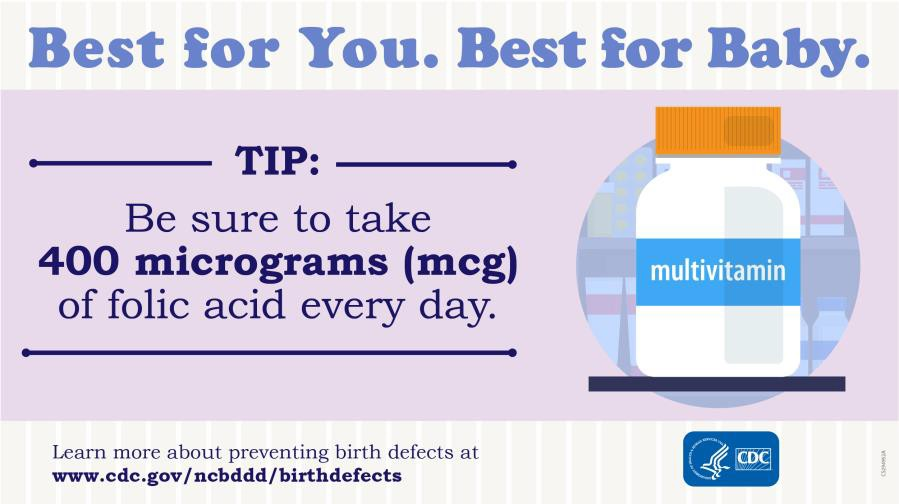 Best for You. Best for Baby.
TIP:
Be sure to take
400 micrograms (mcg)
of folic acid every day.
multivitamin
Learn more about preventing birth defects at
www.cdc.gov/ncbddd/birthdefects
CDC